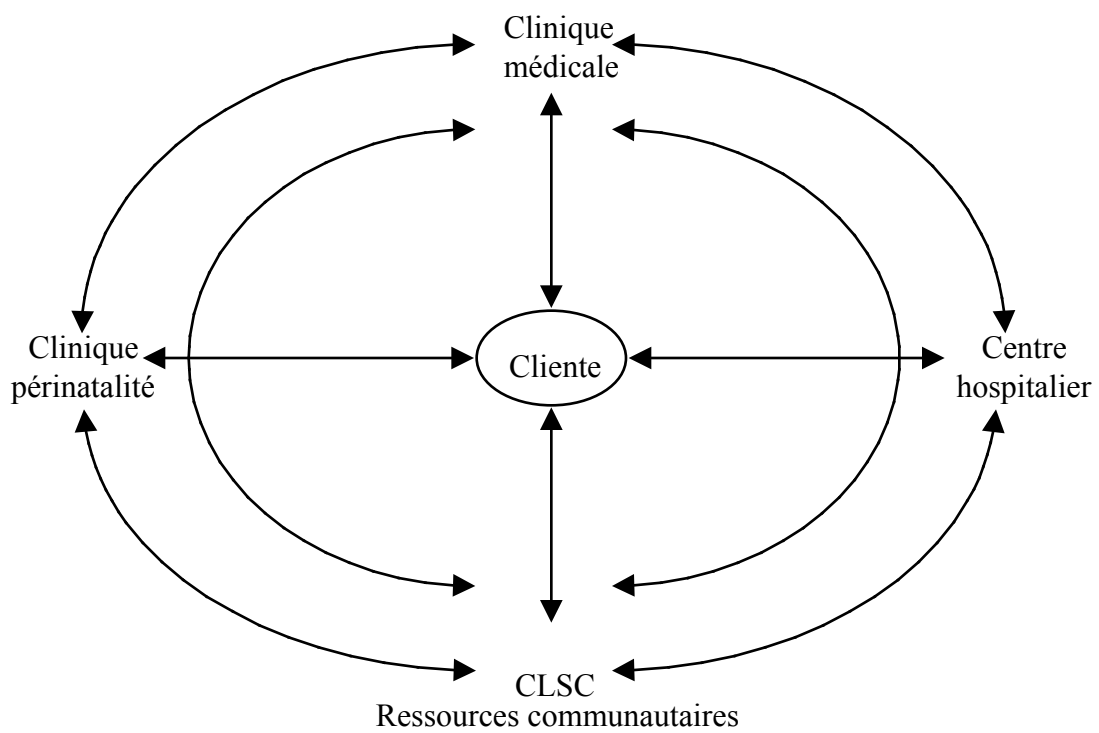 Clinique
médicale
Clinique
périnatalité
Cliente
Centre
hospitalier
CLSC
Ressources communautaires